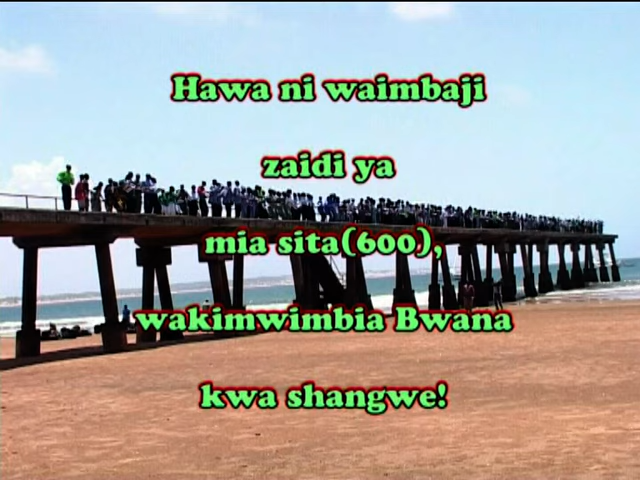 Hawa ni waimbaji
zaidi ya
mia sita(600),
wakimwimbia Bwana
kwa shangwe!